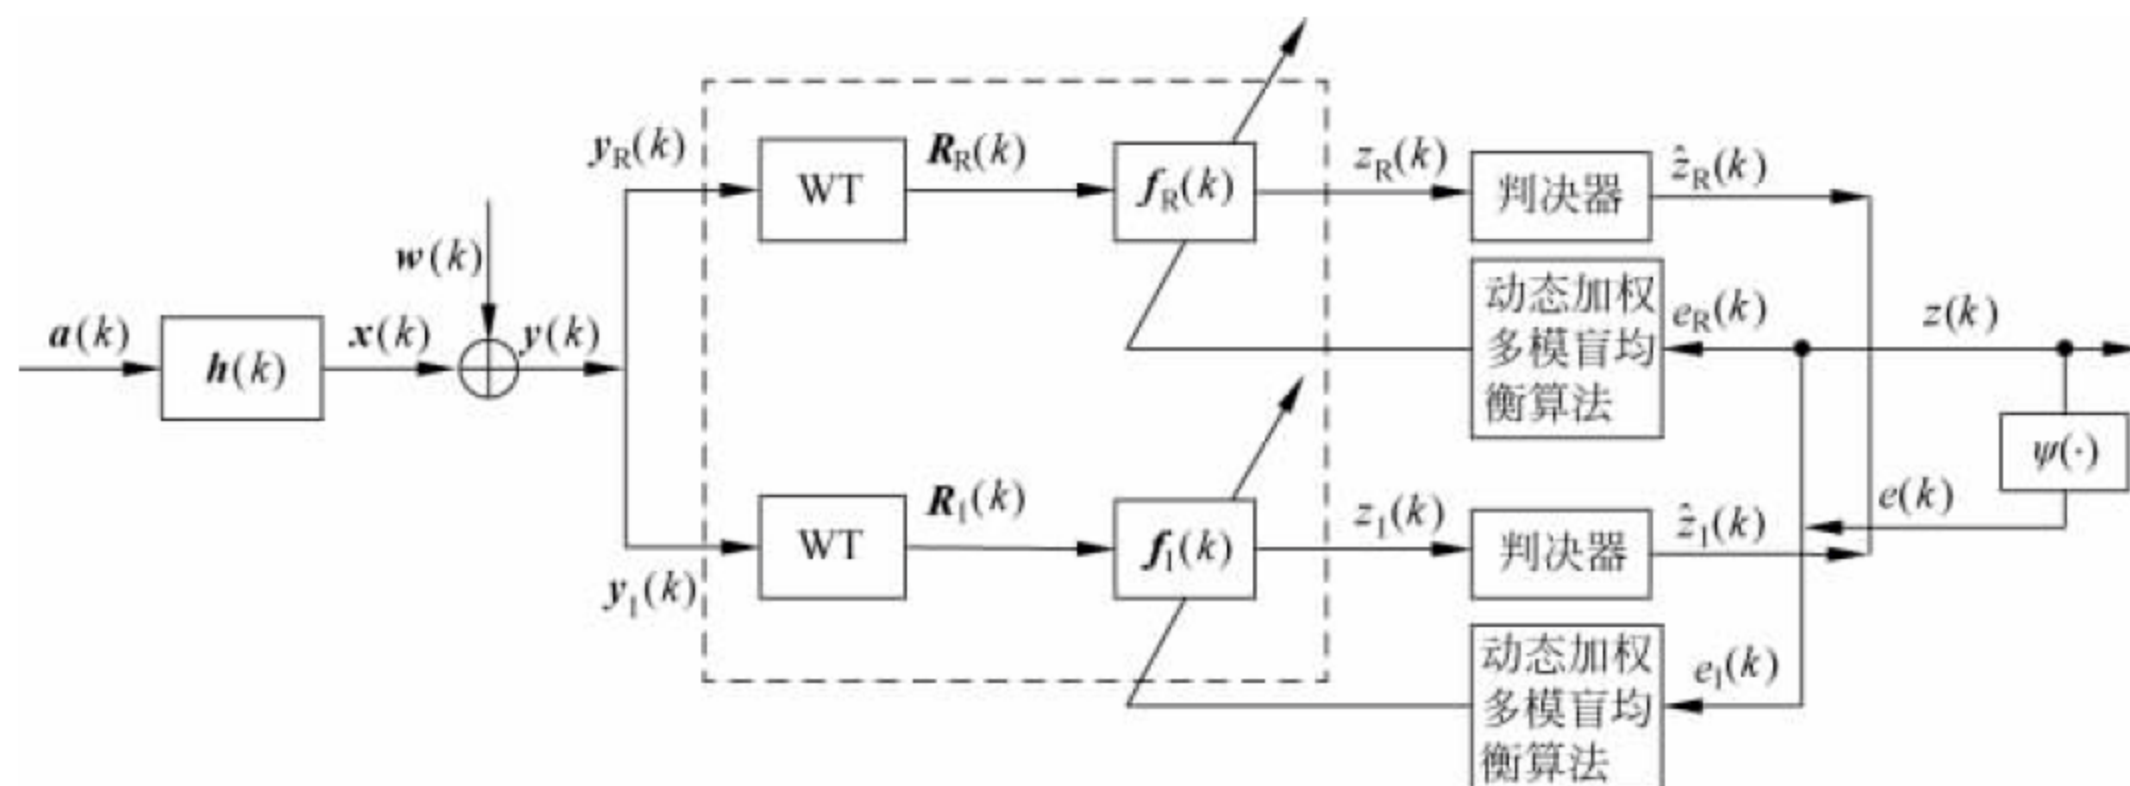 a(k)
h(k)
x(k)
w(k)
y(k)
y_R(k)
WT
R_R(k)
f_R(k)
z_R(k)
判决器
ẑ_R(k)
动态加权
多模盲均
衡算法
e_R(k)
z(k)
ψ(·)
e(k)
y_I(k)
WT
R_I(k)
f_I(k)
z_I(k)
判决器
ẑ_I(k)
动态加权
多模盲均
衡算法
e_I(k)